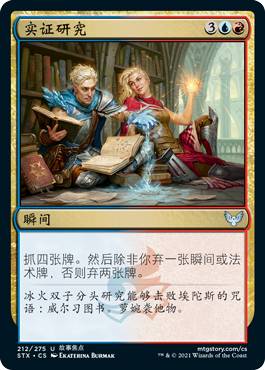 实证研究 3
瞬间
抓四张牌。然后除非你弃一张瞬间或法
术牌，否则弃两张牌。
冰火双子分头研究能够击败埃陀斯的咒
语：威尔习图书。萝婉袭他物。
212/275 U 故事焦点
STX • CS EKATERINA BURMAK
mtgstory.com/cs
™ & © 2021 Wizards of the Coast